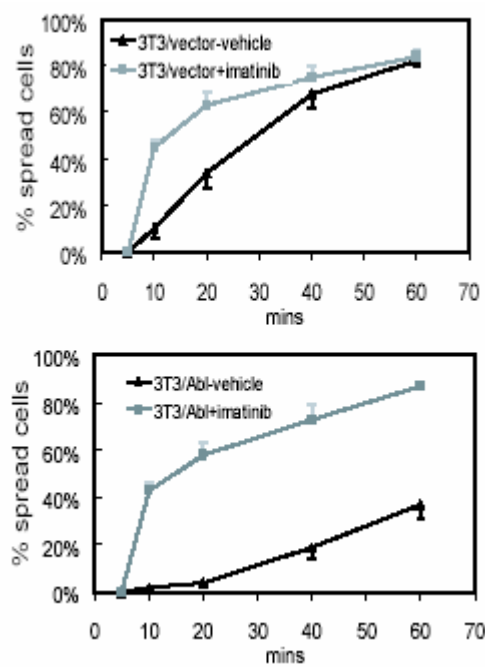 100%
3T3/vector-vehicle
80%
3T3/vector+imatinib
60%
40%
20%
0%
% spread cells
0 10 20 30 40 50 60 70
mins
100%
3T3/Abl-vehicle
80%
3T3/Abl+imatinib
60%
40%
20%
0%
% spread cells
0 10 20 30 40 50 60 70
mins